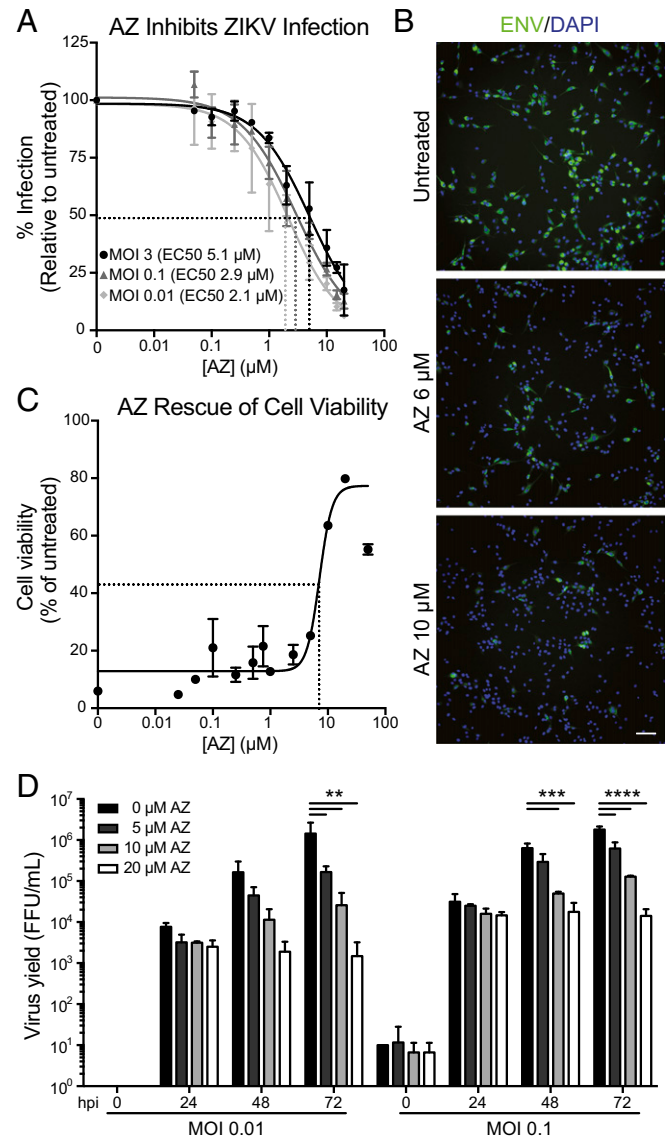 A
AZ Inhibits ZIKV Infection
125
100
75
50
25
0
% Infection
(Relative to untreated)
MOI 3 (EC50 5.1 µM)
MOI 0.1 (EC50 2.9 µM)
MOI 0.01 (EC50 2.1 µM)
0
0.01
0.1
1
10
100
[AZ] (µM)
B
ENV/DAPI
Untreated
AZ 6 µM
AZ 10 µM
C
AZ Rescue of Cell Viability
100
80
60
40
20
0
Cell viability
(% of untreated)
0
0.01
0.1
1
10
100
[AZ] (µM)
D
10⁷
10⁶
10⁵
10⁴
10³
10²
10¹
10⁰
Virus yield (FFU/mL)
0 µM AZ
5 µM AZ
10 µM AZ
20 µM AZ
**
***
****
hpi
0
24
48
72
0
24
48
72
MOI 0.01
MOI 0.1